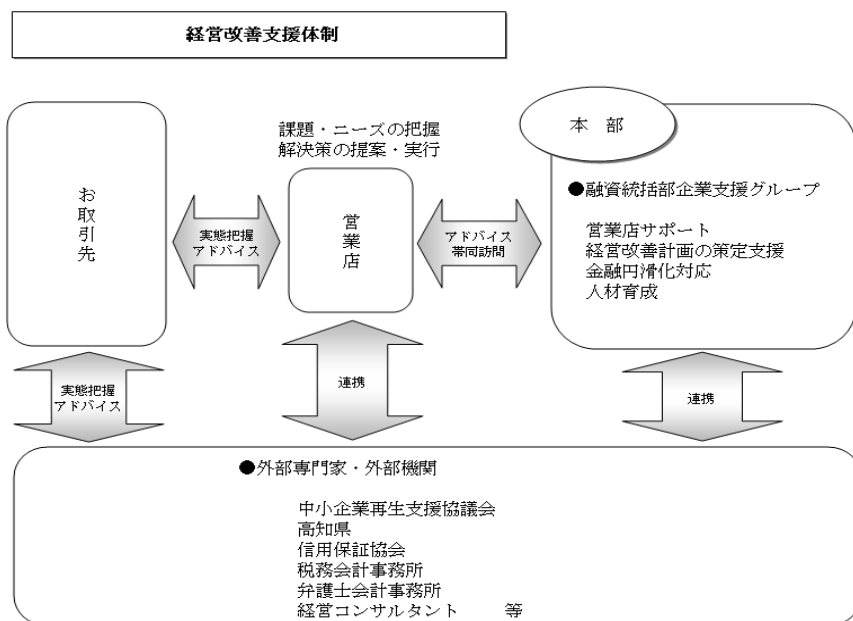 経営改善支援体制
お取引先
課題・ニーズの把握
解決策の提案・実行
営業店
本　部
●融資統括部企業支援グループ
営業店サポート
経営改善計画の策定支援
金融円滑化対応
人材育成
実態把握
アドバイス
アドバイス
帯同訪問
実態把握
アドバイス
連携
連携
●外部専門家・外部機関
中小企業再生支援協議会
高知県
信用保証協会
税務会計事務所
弁護士会計事務所
経営コンサルタント　　等